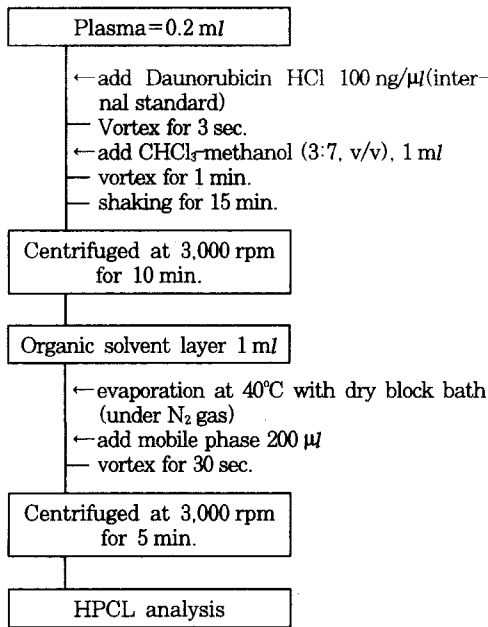 Plasma=0.2 ml
←add Daunorubicin HCl 100 ng/μl(inter-
nal standard)
Vortex for 3 sec.
←add CHCl₃-methanol (3:7, v/v), 1 ml
vortex for 1 min.
shaking for 15 min.
Centrifuged at 3,000 rpm
for 10 min.
Organic solvent layer 1 ml
←evaporation at 40°C with dry block bath
(under N₂ gas)
←add mobile phase 200 μl
vortex for 30 sec.
Centrifuged at 3,000 rpm
for 5 min.
HPCL analysis